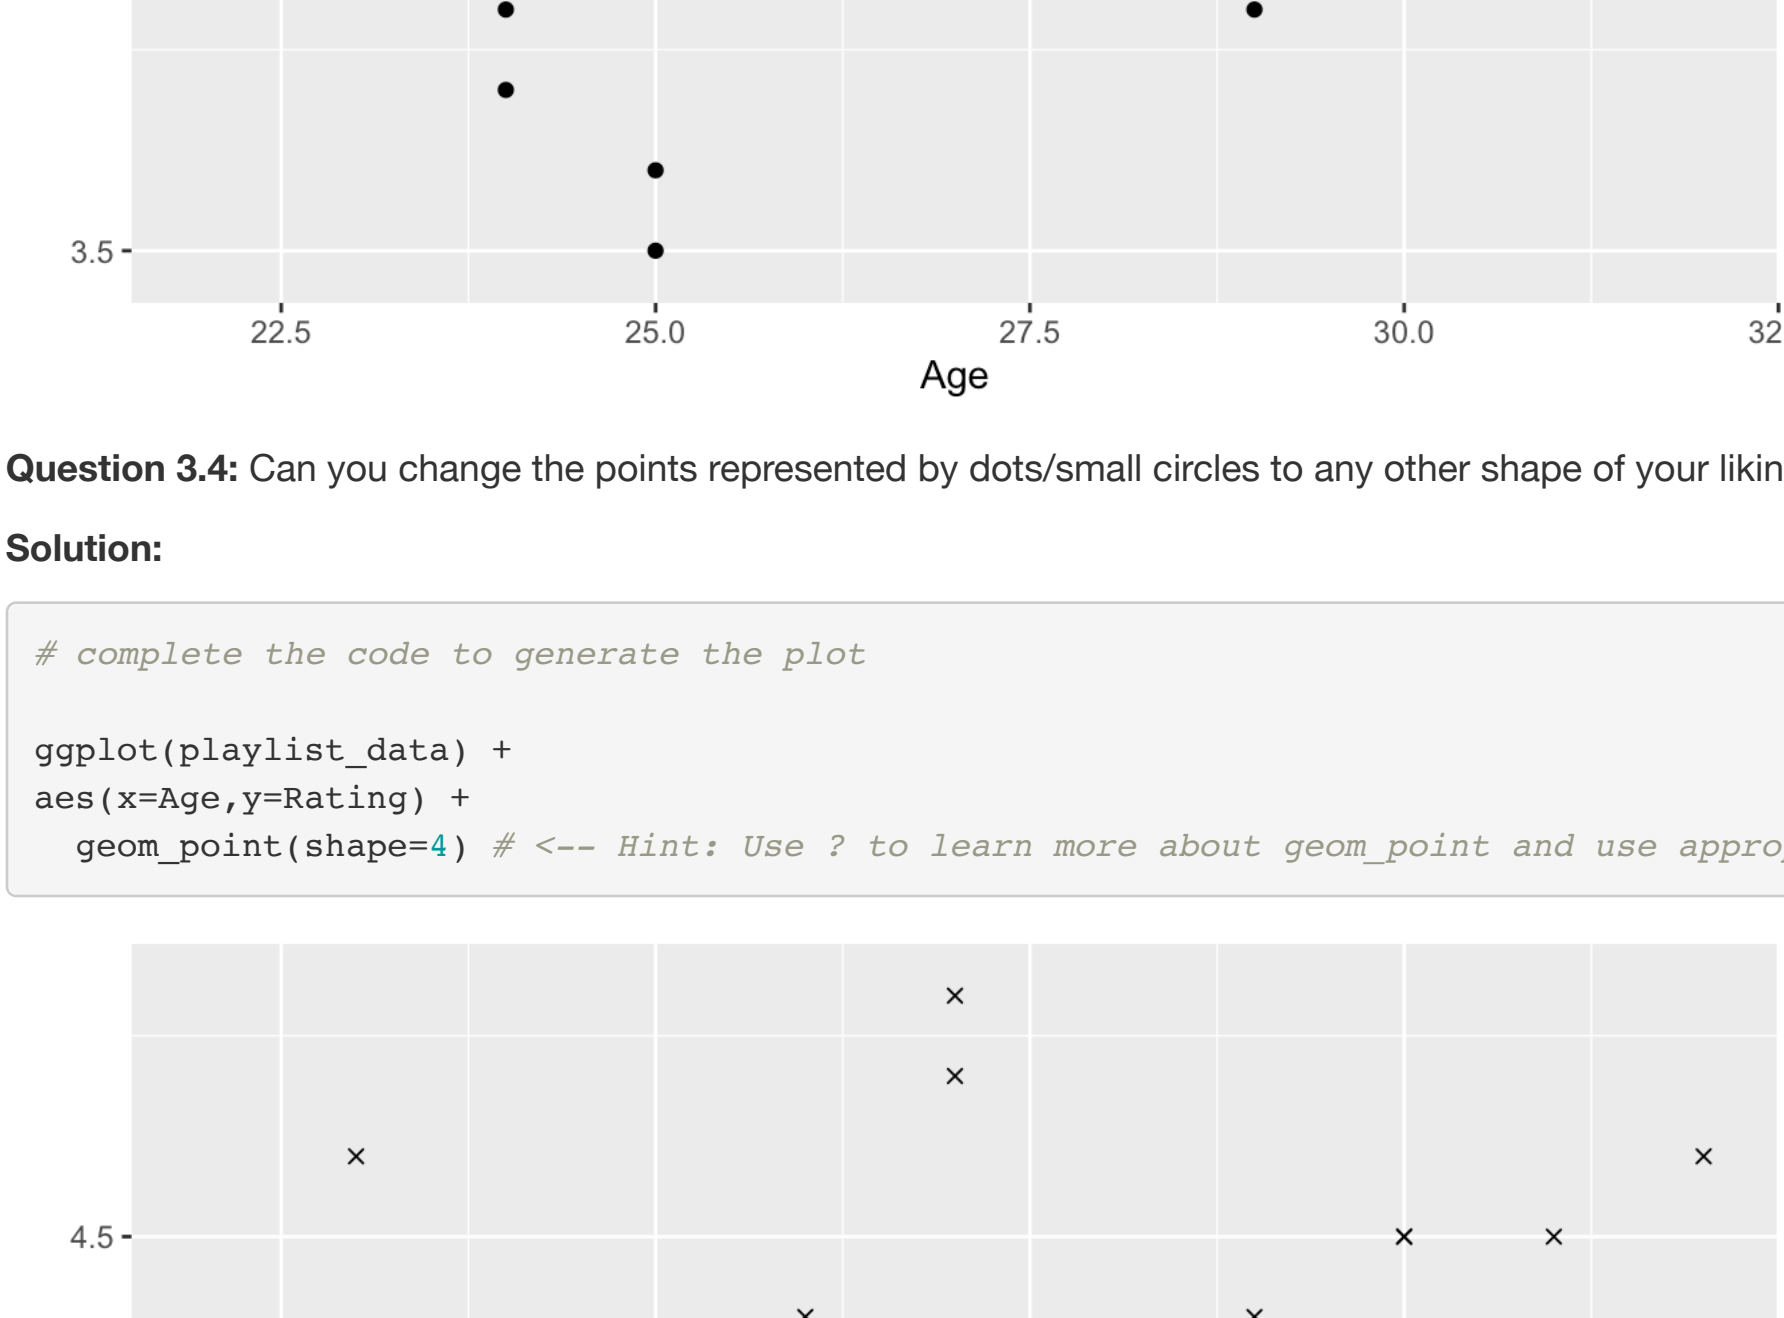 3.5
22.5 25.0 27.5 30.0 32
Age
Question 3.4: Can you change the points represented by dots/small circles to any other shape of your likin
Solution:
# complete the code to generate the plot
ggplot(playlist_data) +
aes(x=Age,y=Rating) +
geom_point(shape=4) # <-- Hint: Use ? to learn more about geom_point and use appro
4.5